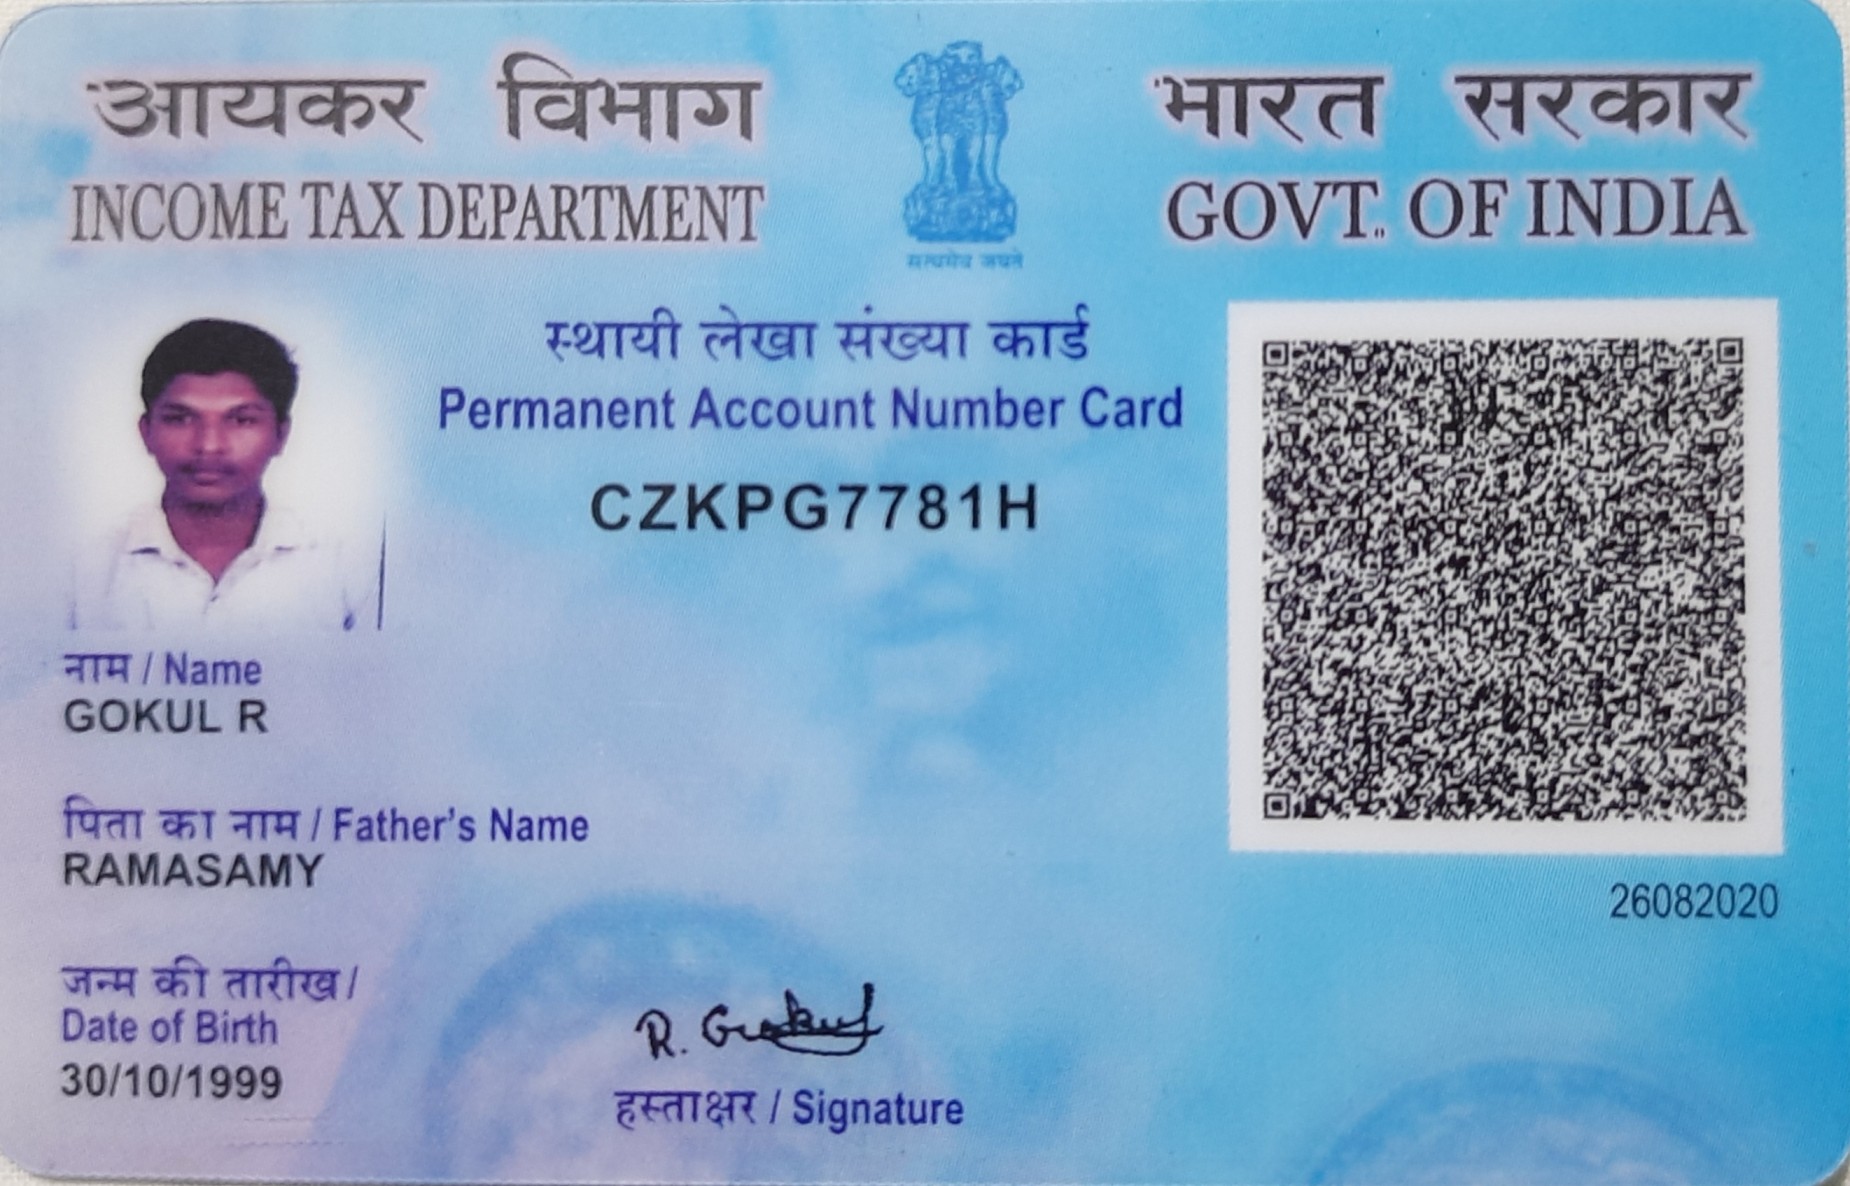 आयकर विभाग
INCOME TAX DEPARTMENT
सत्यमेव जयते
भारत सरकार
GOVT. OF INDIA
स्थायी लेखा संख्या कार्ड
Permanent Account Number Card
CZKPG7781H
नाम / Name
GOKUL R
पिता का नाम / Father's Name
RAMASAMY
26082020
जन्म की तारीख /
Date of Birth
30/10/1999
R. Gokul
हस्ताक्षर / Signature